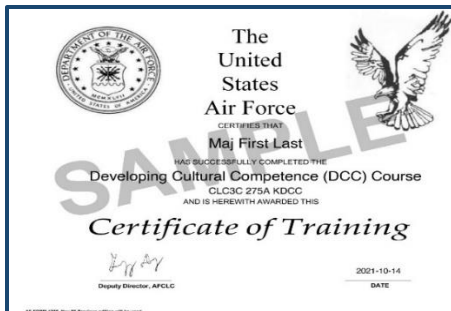 DEPARTMENT OF THE AIR FORCE
MCMXLVII
UNITED STATES OF AMERICA
The
United
States
Air Force
CERTIFIES THAT
Maj First Last
HAS SUCCESSFULLY COMPLETED THE
Developing Cultural Competence (DCC) Course
CLC3C 275A KDCC
AND IS HEREWITH AWARDED THIS
SAMPLE
Certificate of Training
Deputy Director, AFCLC
2021-10-14
DATE